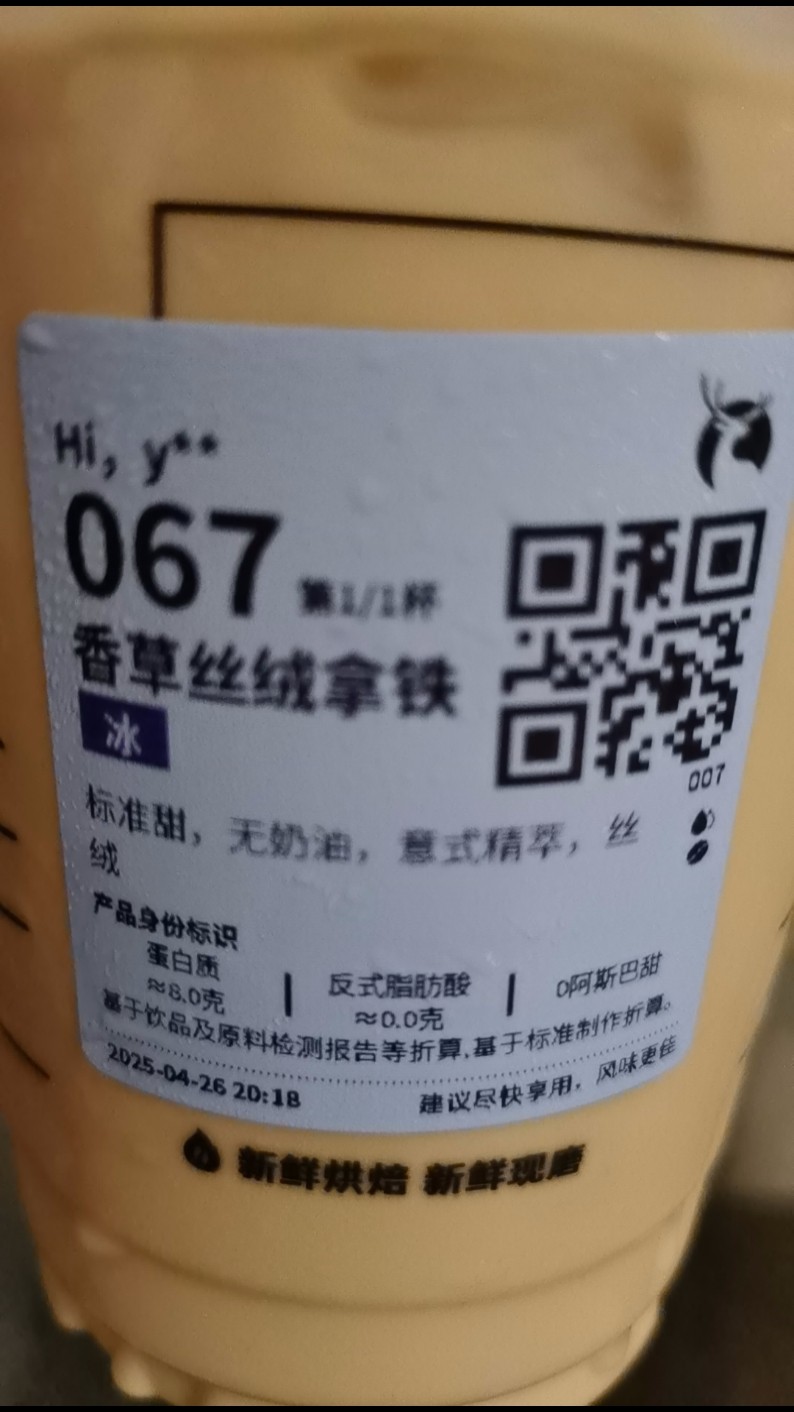 Hi, y**
067 第1/1杯
香草丝绒拿铁
冰
007
标准甜，无奶油，意式精萃，丝
绒
产品身份标识
蛋白质 | 反式脂肪酸 | 0阿斯巴甜
≈8.0克 ≈0.0克
基于饮品及原料检测报告等折算,基于标准制作折算。
2025-04-26 20:18 建议尽快享用，风味更佳
新鲜烘焙 新鲜现磨